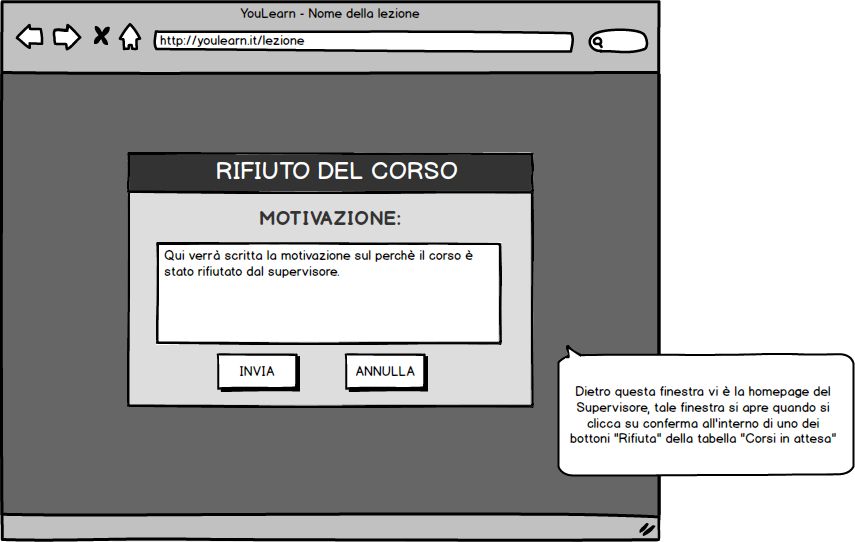 YouLearn - Nome della lezione
http://youlearn.it/lezione
RIFIUTO DEL CORSO
MOTIVAZIONE:
Qui verrà scritta la motivazione sul perchè il corso è
stato rifiutato dal supervisore.
INVIA
ANNULLA
Dietro questa finestra vi è la homepage del
Supervisore, tale finestra si apre quando si
clicca su conferma all'interno di uno dei
bottoni "Rifiuta" della tabella "Corsi in attesa"